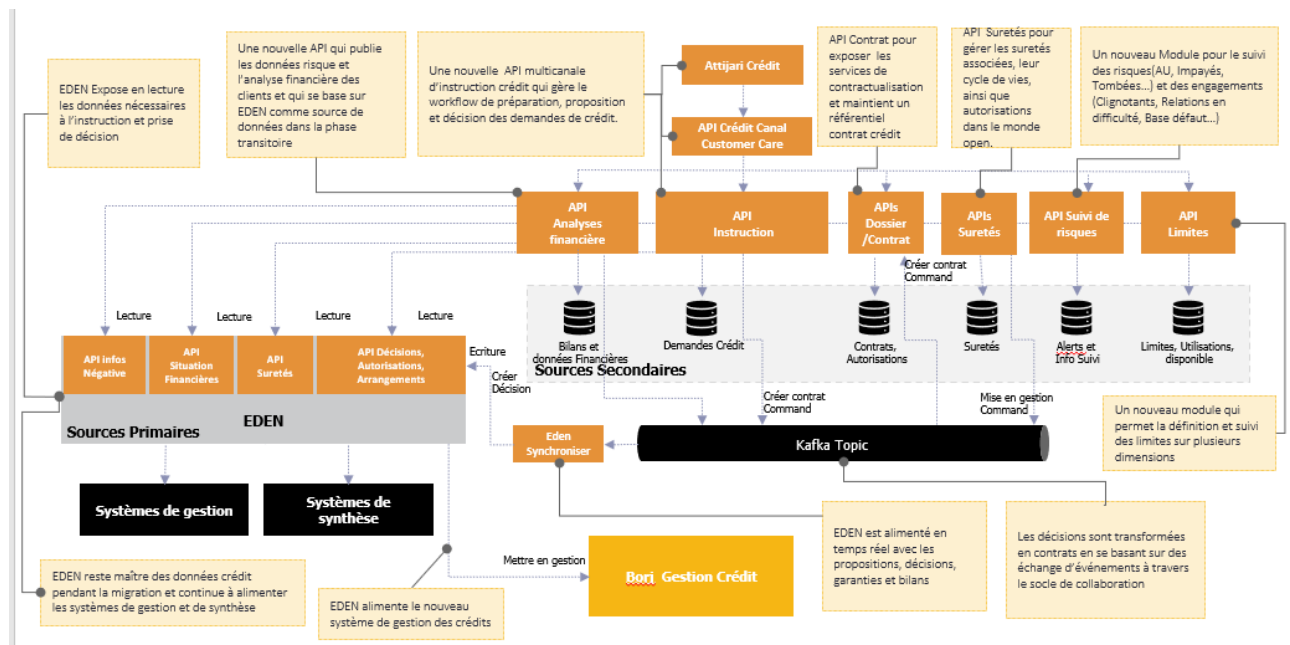 EDEN Expose en lecture
les données nécessaires
à l'instruction et prise
de décision
Une nouvelle API qui publie
les données risque et
l'analyse financière des
clients et qui se base sur
EDEN comme source de
données dans la phase
transitoire
Une nouvelle API multicanale
d'instruction crédit qui gère le
workflow de préparation, proposition
et décision des demandes de crédit.
Attijari Crédit
API Crédit Canal
Customer Care
API Contrat pour
exposer les
services de
contractualisation
et maintient un
référentiel
contrat crédit
API Suretés pour
gérer les suretés
associées, leur
cycle de vies,
ainsi que
autorisations
dans le monde
open.
Un nouveau Module pour le suivi
des risques(AU, Impayés,
Tombées...) et des engagements
(Clignotants, Relations en
difficulté, Base défaut...)
API
Analyses
financière
API
Instruction
APIs
Dossier
/Contrat
APIs
Suretés
API Suivi de
risques
API
Limites
Créer contrat
Command
Lecture
Lecture
Lecture
Lecture
Bilans et
données Financières
Demandes Crédit
Contrats,
Autorisations
Suretés
Alerts et
Info Suivi
Limites, Utilisations,
disponible
Sources Secondaires
API infos
Négative
API
Situation
Financières
API
Suretés
API Décisions,
Autorisations,
Arrangements
Ecriture
Créer
Décision
EDEN
Sources Primaires
Créer contrat
Command
Mise en gestion
Command
Eden
Synchroniser
Kafka Topic
Un nouveau module qui
permet la définition et suivi
des limites sur plusieurs
dimensions
Systèmes de gestion
Systèmes de
synthèse
Mettre en gestion
Bori Gestion Crédit
EDEN est alimenté en
temps réel avec les
propositions, décisions,
garanties et bilans
Les décisions sont transformées
en contrats en se basant sur des
échange d'événements à travers
le socle de collaboration
EDEN reste maître des données crédit
pendant la migration et continue à alimenter
les systèmes de gestion et de synthèse
EDEN alimente le nouveau
système de gestion des crédits